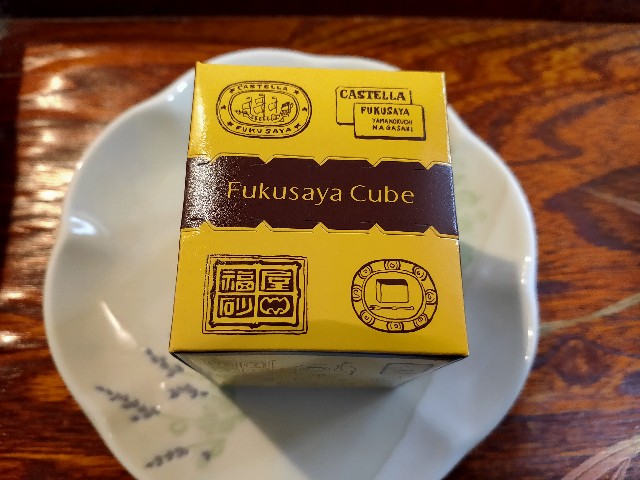 CASTELLA
FUKUSAYA
CASTELLA
FUKUSAYA
YAMANOKUCHI
NAGASAKI
Fukusaya Cube
福屋
砂